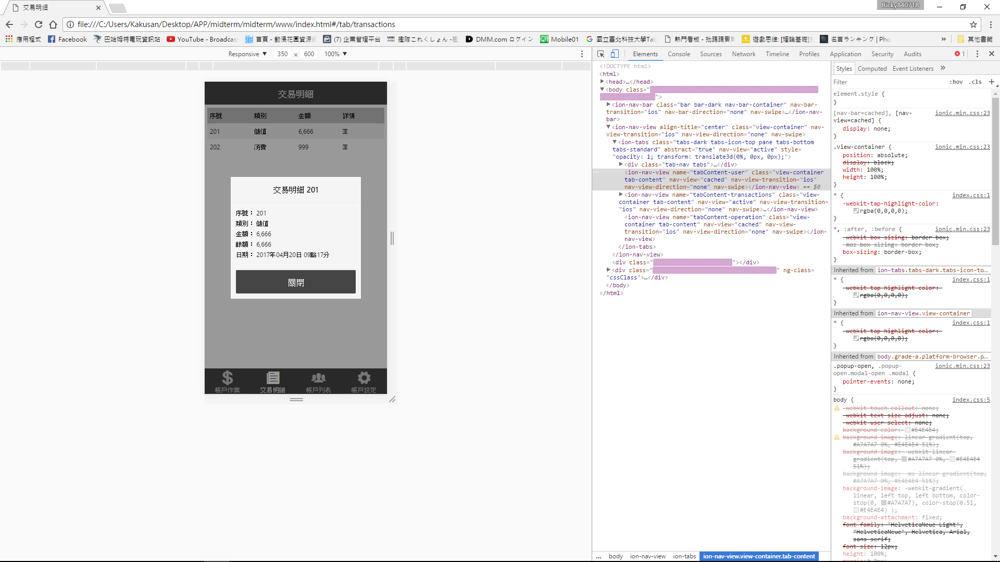 交易明細
Ricky840718
file:///C:/Users/Kakusan/Desktop/APP/midterm/midterm/www/index.html#/tab/transactions
應用程式 Facebook 巴哈姆特電玩資訊站 YouTube - Broadcas 首頁 - 動漫花園資源 (7) 企業管理平台 艦隊これくしょん -艦 DMM.com ログイン Mobile01 國立臺北科技大學Tai 熱門看板 - 批踢踢實 遊戲思維: [理論基礎] 名言ランキング | Pho » 其他書籤
Responsive ▼ 350 × 600 100% ▼
Elements Console Sources Network Timeline Profiles Application Security Audits 1
交易明細
序號 類別 金額 詳情
201 儲值 6,666
202 消費 999
交易明細 201
序號： 201
類別： 儲值
金額： 6,666
餘額： 6,666
日期： 2017年04月20日 09點17分
關閉
帳戶作業 交易明細 帳戶列表 帳戶設定
<!DOCTYPE html>
<html>
<head>…</head>
<body class="
">
<ion-nav-bar class="bar bar-dark nav-bar-container" nav-bar-
transition="ios" nav-bar-direction="none" nav-swipe>…</ion-nav-
bar>
<ion-nav-view align-title="center" class="view-container" nav-
view-transition="ios" nav-view-direction="none" nav-swipe>
<ion-tabs class="tabs-dark tabs-icon-top pane tabs-bottom
tabs-standard" abstract="true" nav-view="active" style=
"opacity: 1; transform: translate3d(0%, 0px, 0px);">
<div class="tab-nav tabs">…</div>
<ion-nav-view name="tabContent-user" class="view-container
tab-content" nav-view="cached" nav-view-transition="ios"
nav-view-direction="none" nav-swipe></ion-nav-view> == $0
<ion-nav-view name="tabContent-transactions" class="view-
container tab-content" nav-view="active" nav-view-transition=
"ios" nav-view-direction="none" nav-swipe>…</ion-nav-view>
<ion-nav-view name="tabContent-operation" class="view-
container tab-content" nav-view="cached" nav-view-
transition="ios" nav-view-direction="none" nav-swipe></ion-
nav-view>
</ion-tabs>
</ion-nav-view>
<div class="                    "></div>
<div class="                    " ng-class=
"cssClass">…</div>
</body>
</html>
... body ion-nav-view ion-tabs ion-nav-view.view-container.tab-content
Styles Computed Event Listeners »
Filter :hov .cls +
element.style {
}
[nav-bar=cached], [nav- ionic.min.css:23
view=cached] {
display: none;
}
.view-container { ionic.min.css:23
position: absolute;
display: block;
width: 100%;
height: 100%;
}
* { index.css:1
-webkit-tap-highlight-color:
rgba(0,0,0,0);
}
*, :after, :before { ionic.min.css:23
-webkit-box-sizing: border-box;
-moz-box-sizing: border-box;
box-sizing: border-box;
}
Inherited from ion-tabs.tabs-dark.tabs-icon-to…
* { index.css:1
-webkit-tap-highlight-color:
rgba(0,0,0,0);
}
Inherited from ion-nav-view.view-container
* { index.css:1
-webkit-tap-highlight-color:
rgba(0,0,0,0);
}
Inherited from body.grade-a.platform-browser.p…
.popup-open, .popup- ionic.min.css:23
open.modal-open .modal {
pointer-events: none;
}
body { index.css:5
-webkit-touch-callout: none;
-webkit-text-size-adjust: none;
-webkit-user-select: none;
background-color: #E4E4E4;
background-image: linear-gradient(top,
#A7A7A7 0%, #E4E4E4 51%);
background-image: -webkit-linear-
gradient(top, #A7A7A7 0%, #E4E4E4
51%);
background-image: -ms-linear-gradient(top,
#A7A7A7 0%, #E4E4E4 51%);
background-image: -webkit-gradient(
linear, left top, left bottom, color-
stop(0, #A7A7A7), color-stop(0.51,
#E4E4E4) );
background-attachment: fixed;
font-family: 'HelveticaNeue-Light',
'HelveticaNeue', Helvetica, Arial,
sans-serif;
font-size: 12px;
height: 100%;
margin: 0px;